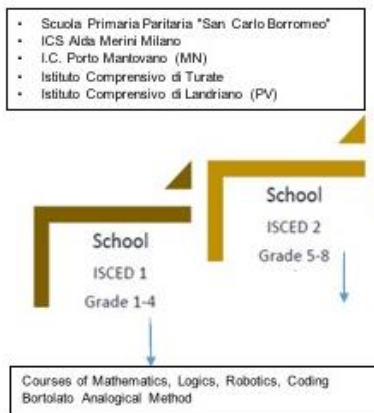 • Scuola Primaria Paritaria "San Carlo Borromeo"
• ICS Alda Merini Milano
• I.C. Porto Mantovano (MN)
• Istituto Comprensivo di Turate
• Istituto Comprensivo di Landriano (PV)
School
ISCED 2
Grade 5-8
School
ISCED 1
Grade 1-4
Courses of Mathematics, Logics, Robotics, Coding
Bortolato Analogical Method